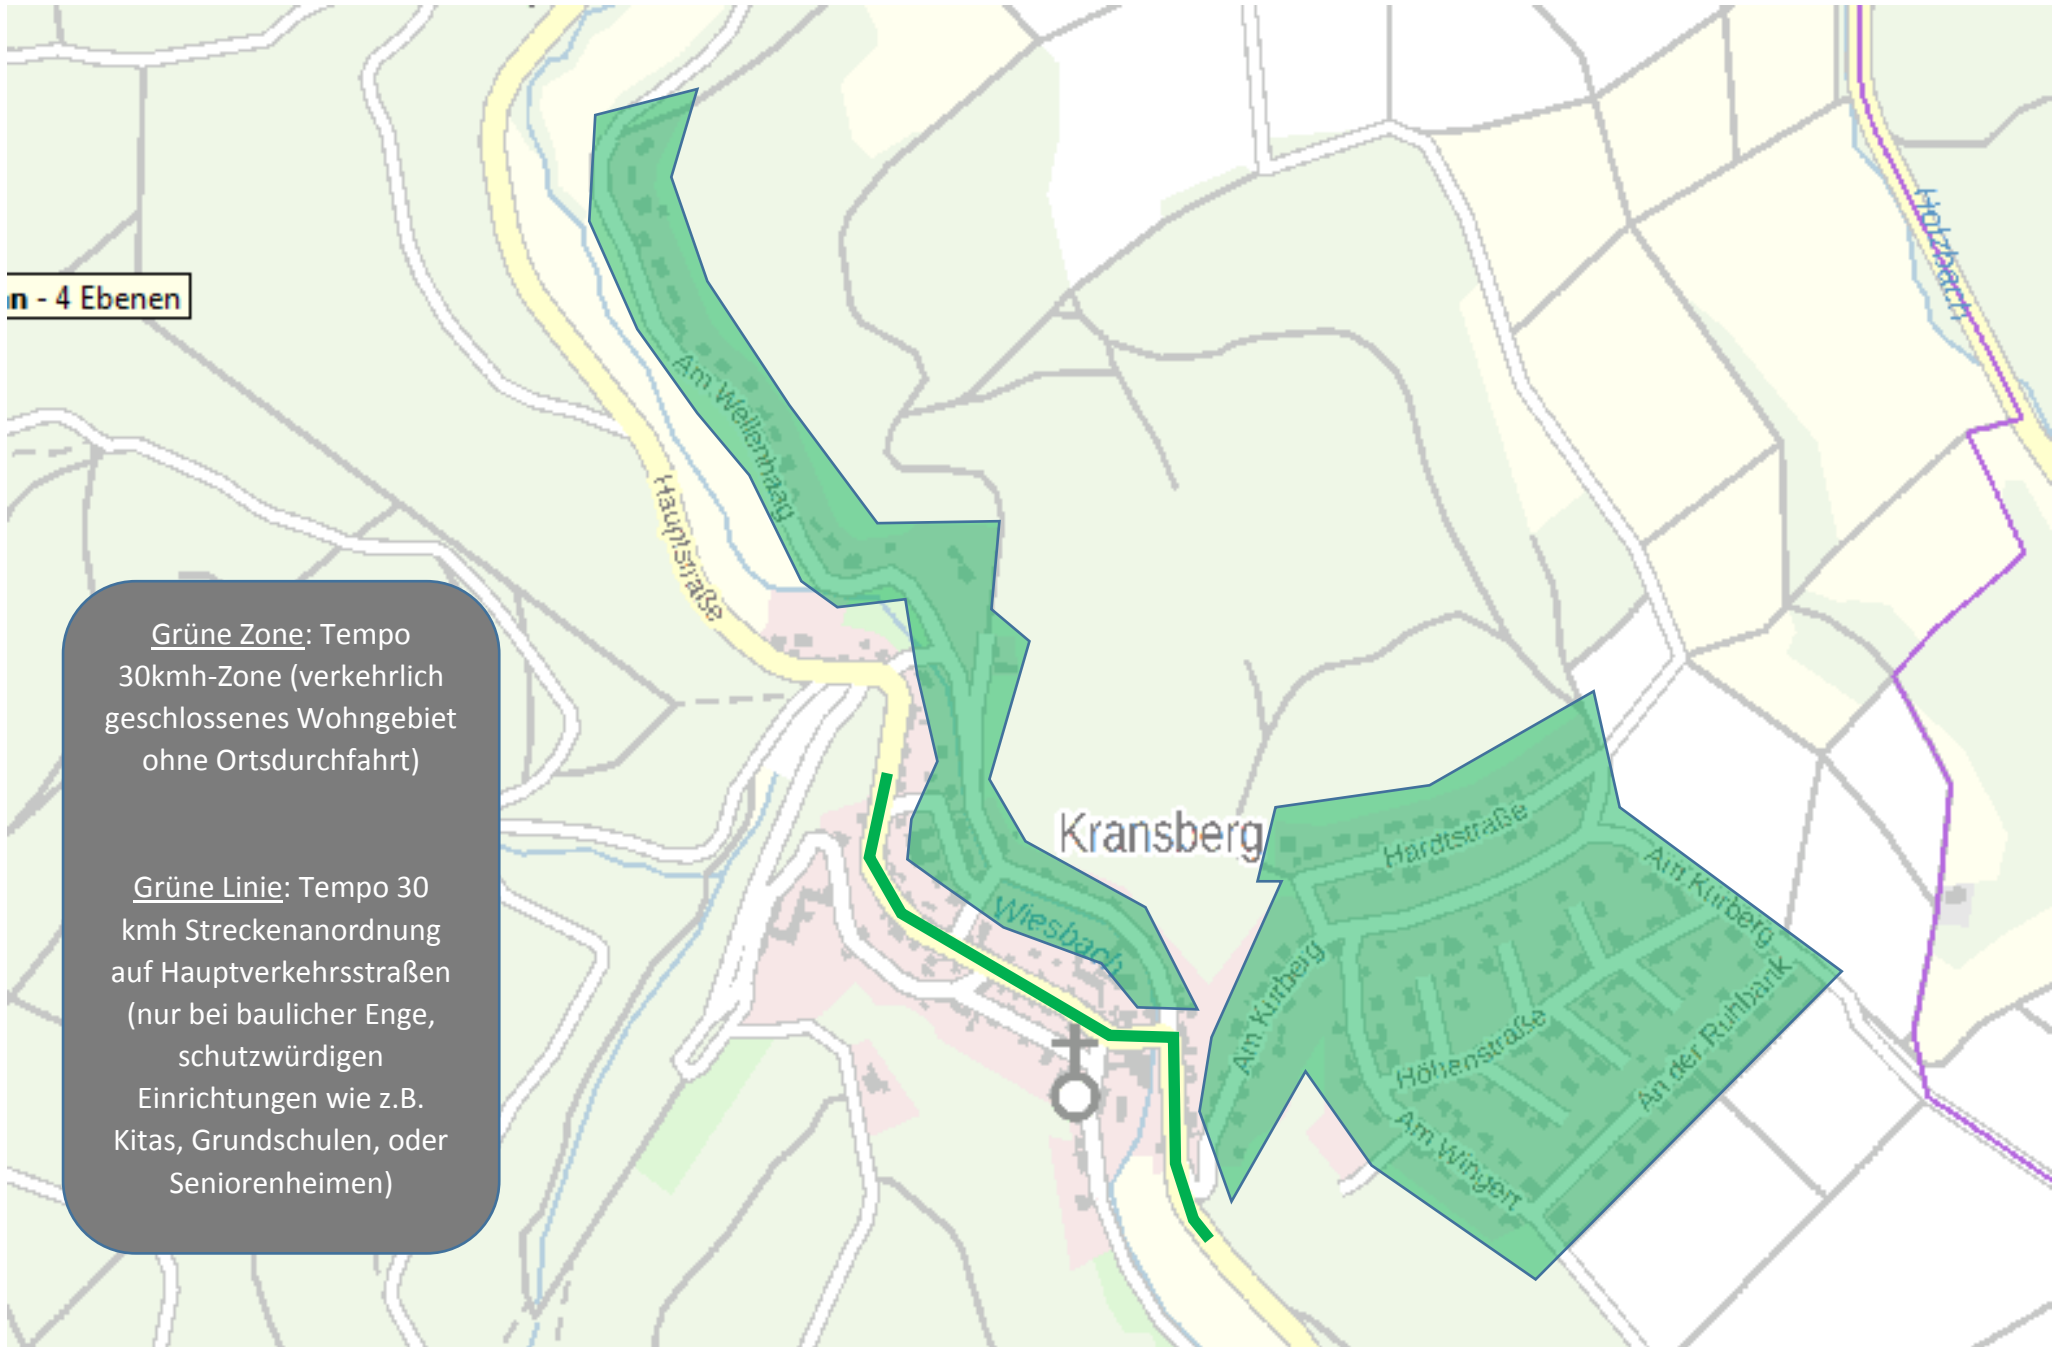 Holzbach
n - 4 Ebenen
Am Wellenhaag
Hauptstraße
Grüne Zone: Tempo
30kmh-Zone (verkehrlich
geschlossenes Wohngebiet
ohne Ortsdurchfahrt)
Grüne Linie: Tempo 30
kmh Streckenanordnung
auf Hauptverkehrsstraßen
(nur bei baulicher Enge,
schutzwürdigen
Einrichtungen wie z.B.
Kitas, Grundschulen, oder
Seniorenheimen)
Kransberg
Hardtstraße
Am Kürberg
Wiesbach
Am Kürberg
Höhenstraße
An der Ruhbank
Am Wingert